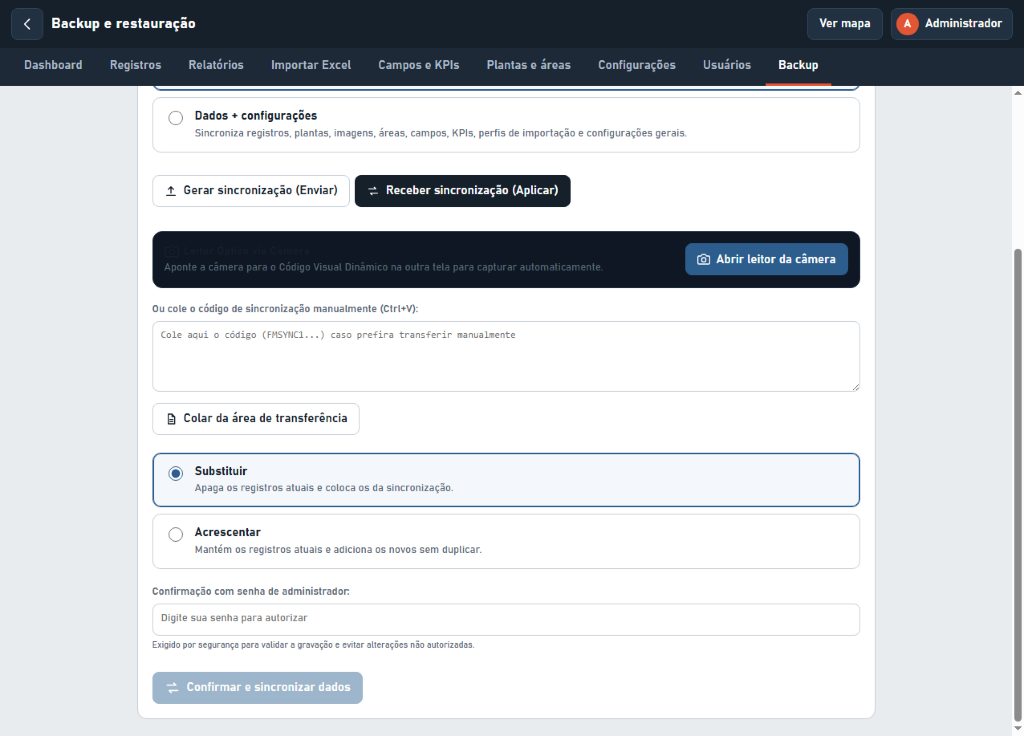 Backup e restauração
Ver mapa
A Administrador
Dashboard Registros Relatórios Importar Excel Campos e KPIs Plantas e áreas Configurações Usuários Backup
Dados + configurações
Sincroniza registros, plantas, imagens, áreas, campos, KPIs, perfis de importação e configurações gerais.
Gerar sincronização (Enviar)
Receber sincronização (Aplicar)
Aponte a câmera para o Código Visual Dinâmico na outra tela para capturar automaticamente.
Abrir leitor da câmera
Ou cole o código de sincronização manualmente (Ctrl+V):
Cole aqui o código (FMSYNC1...) caso prefira transferir manualmente
Colar da área de transferência
Substituir
Apaga os registros atuais e coloca os da sincronização.
Acrescentar
Mantém os registros atuais e adiciona os novos sem duplicar.
Confirmação com senha de administrador:
Digite sua senha para autorizar
Exigido por segurança para validar a gravação e evitar alterações não autorizadas.
Confirmar e sincronizar dados